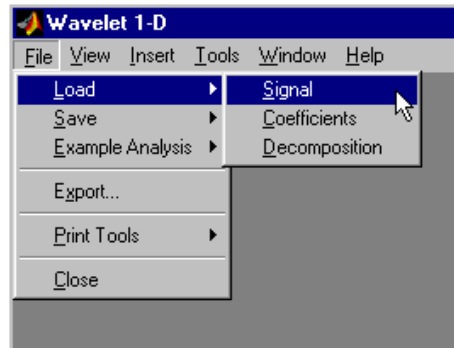 Wavelet 1-D
File View Insert Tools Window Help
Load
Save
Example Analysis
Export...
Print Tools
Close
Signal
Coefficients
Decomposition